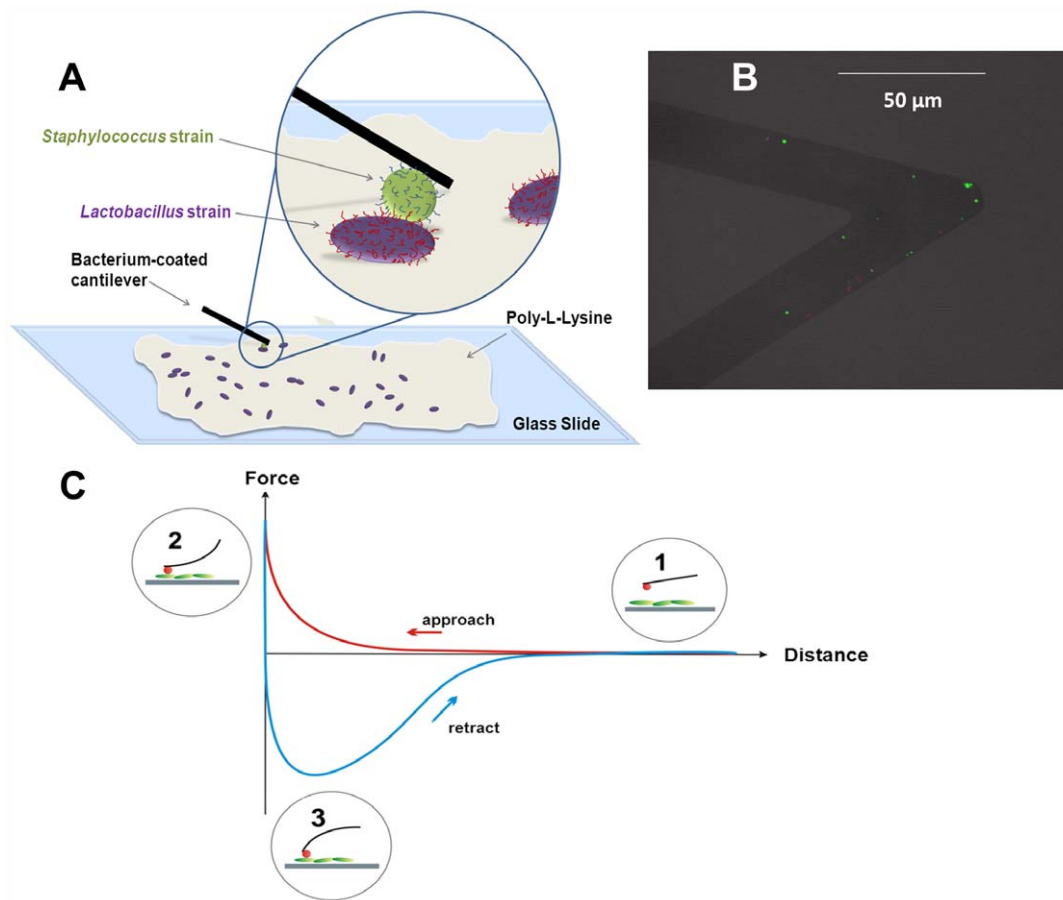 A
Staphylococcus strain
Lactobacillus strain
Bacterium-coated
cantilever
Poly-L-Lysine
Glass Slide
B
50 μm
C
Force
2
1
approach
Distance
retract
3